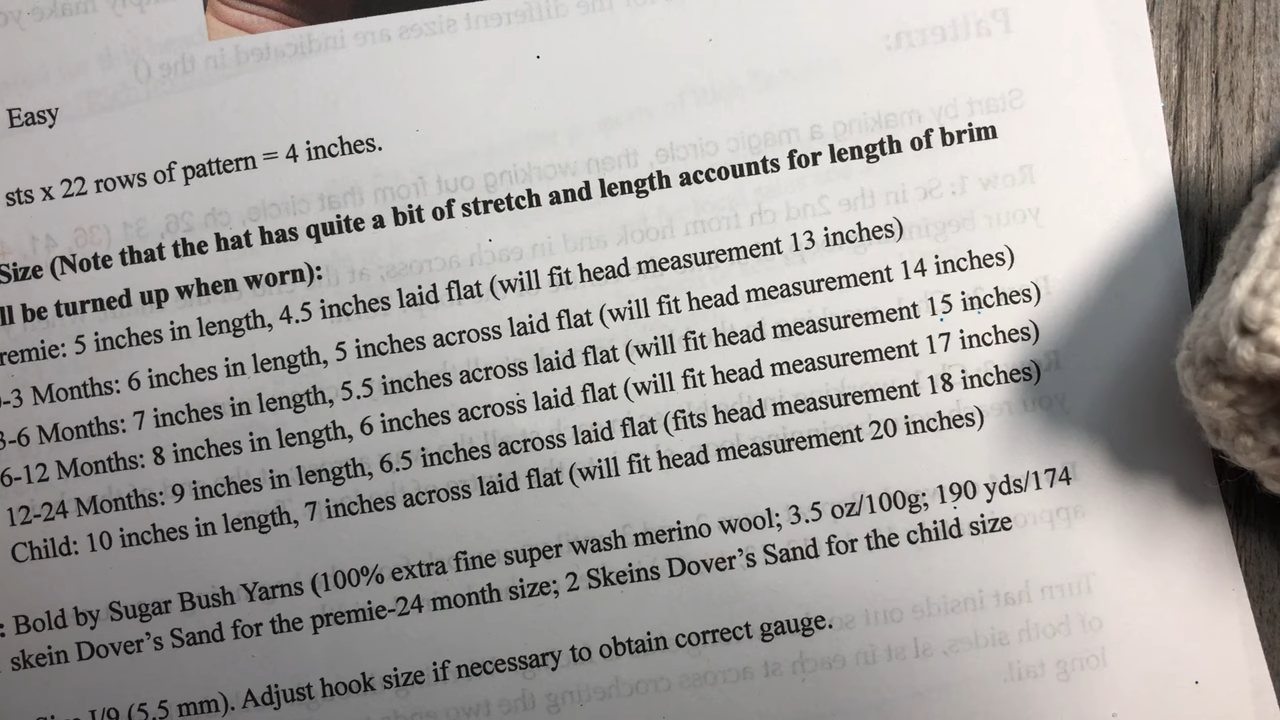 Easy
sts x 22 rows of pattern = 4 inches.
Size (Note that the hat has quite a bit of stretch and length accounts for length of brim
ll be turned up when worn):
remie: 5 inches in length, 4.5 inches laid flat (will fit head measurement 13 inches)
-3 Months: 6 inches in length, 5 inches across laid flat (will fit head measurement 14 inches)
3-6 Months: 7 inches in length, 5.5 inches across laid flat (will fit head measurement 15 inches)
6-12 Months: 8 inches in length, 6 inches across laid flat (will fit head measurement 17 inches)
12-24 Months: 9 inches in length, 6.5 inches across laid flat (fits head measurement 18 inches)
Child: 10 inches in length, 7 inches across laid flat (will fit head measurement 20 inches)
: Bold by Sugar Bush Yarns (100% extra fine super wash merino wool; 3.5 oz/100g; 190 yds/174
skein Dover's Sand for the premie-24 month size; 2 Skeins Dover's Sand for the child size
I/9 (5.5 mm). Adjust hook size if necessary to obtain correct gauge.